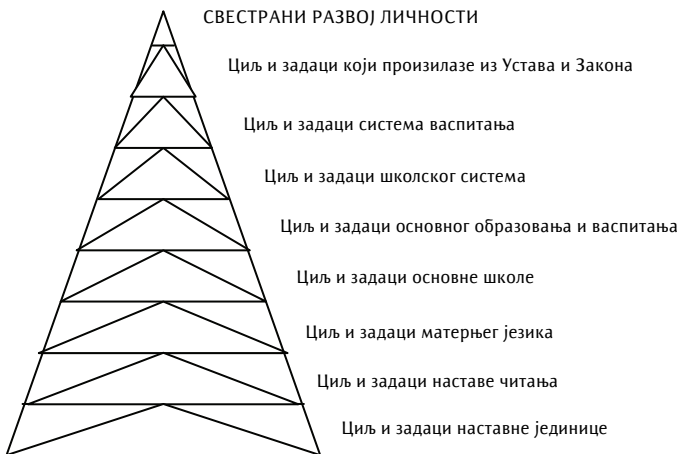 СВЕСТРАНИ РАЗВОЈ ЛИЧНОСТИ
Циљ и задаци који произилазе из Устава и Закона
Циљ и задаци система васпитања
Циљ и задаци школског система
Циљ и задаци основног образовања и васпитања
Циљ и задаци основне школе
Циљ и задаци матерњег језика
Циљ и задаци наставе читања
Циљ и задаци наставне јединице